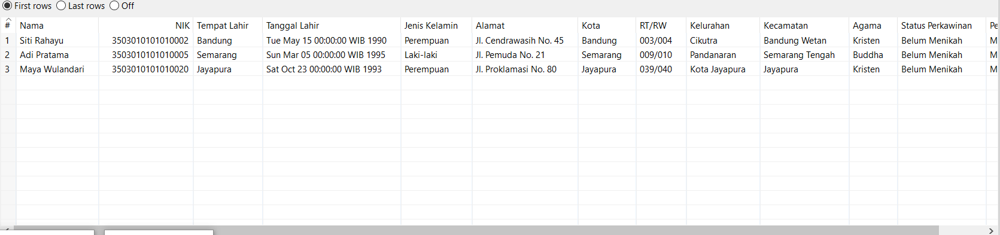 First rows Last rows Off
# Nama NIK Tempat Lahir Tanggal Lahir Jenis Kelamin Alamat Kota RT/RW Kelurahan Kecamatan Agama Status Perkawinan Pe
1 Siti Rahayu 3503010101010002 Bandung Tue May 15 00:00:00 WIB 1990 Perempuan Jl. Cendrawasih No. 45 Bandung 003/004 Cikutra Bandung Wetan Kristen Belum Menikah M
2 Adi Pratama 3503010101010005 Semarang Sun Mar 05 00:00:00 WIB 1995 Laki-laki Jl. Pemuda No. 21 Semarang 009/010 Pandanaran Semarang Tengah Buddha Belum Menikah M
3 Maya Wulandari 3503010101010020 Jayapura Sat Oct 23 00:00:00 WIB 1993 Perempuan Jl. Proklamasi No. 80 Jayapura 039/040 Kota Jayapura Jayapura Kristen Belum Menikah M